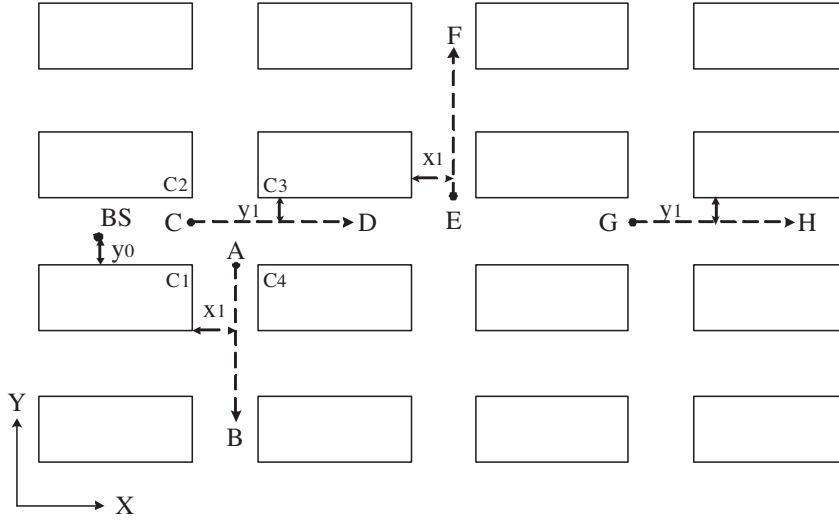 F
C2 C3 x1
BS C y1 D E G y1 H
y0 A
C1 C4
x1
Y B
X